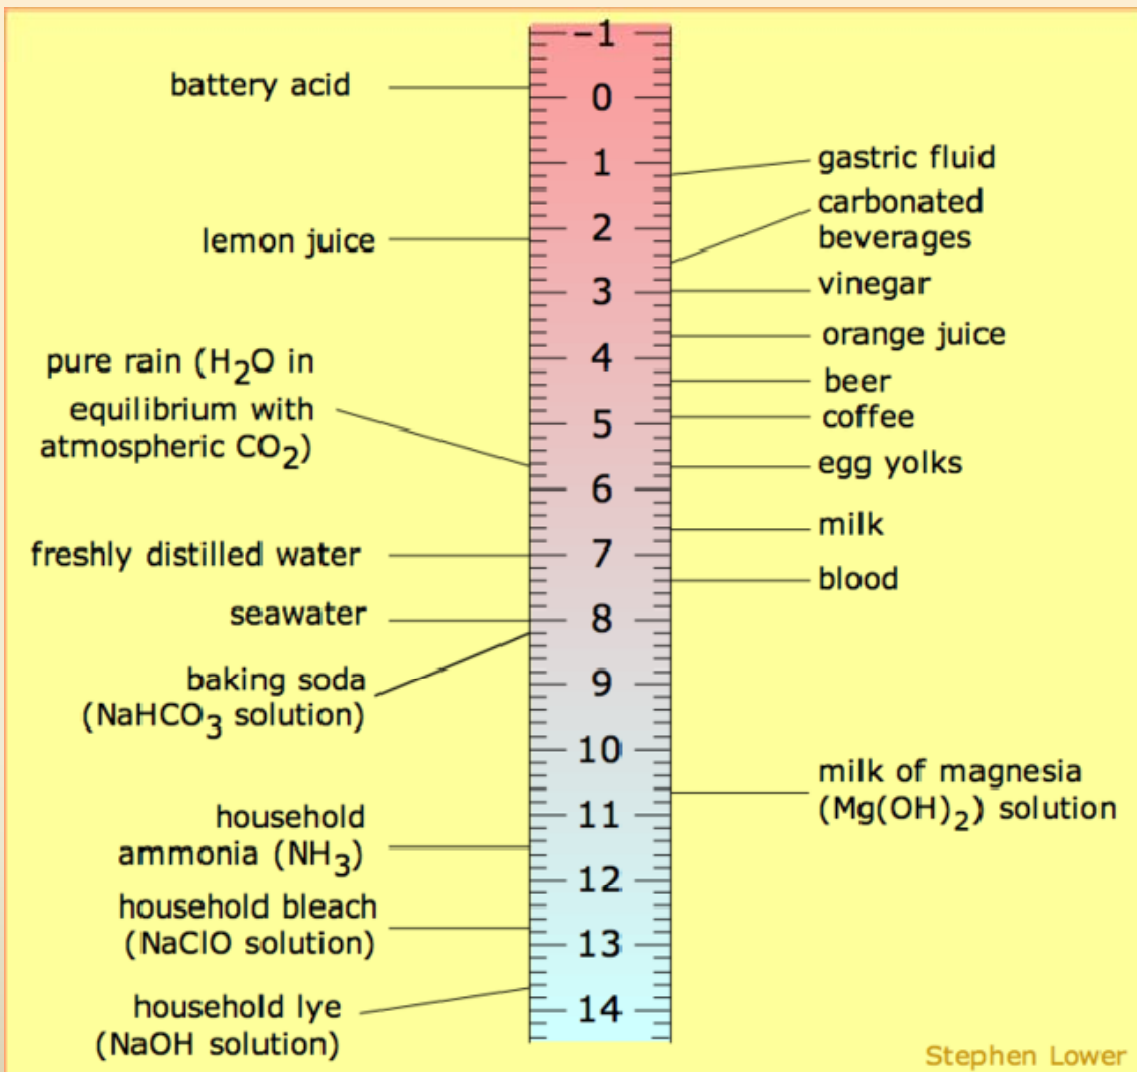 battery acid
lemon juice
pure rain (H₂O in
equilibrium with
atmospheric CO₂)
freshly distilled water
seawater
baking soda
(NaHCO₃ solution)
household
ammonia (NH₃)
household bleach
(NaClO solution)
household lye
(NaOH solution)
−1
0
1
2
3
4
5
6
7
8
9
10
11
12
13
14
gastric fluid
carbonated
beverages
vinegar
orange juice
beer
coffee
egg yolks
milk
blood
milk of magnesia
(Mg(OH)₂) solution
Stephen Lower